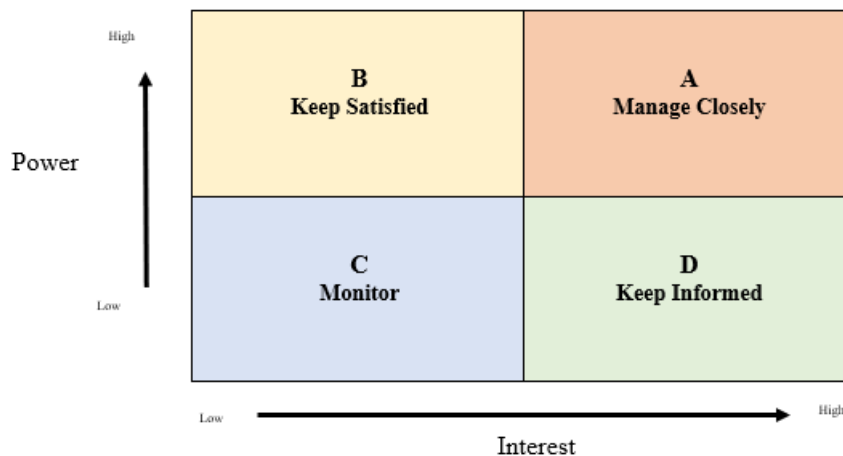 High
B
Keep Satisfied
A
Manage Closely
Power
C
Monitor
D
Keep Informed
Low
Low
High
Interest